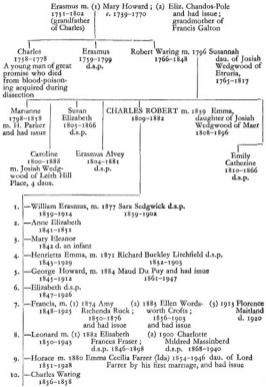 Erasmus m. (1) Mary Howard; (2) Eliz. Chandos-Pole
1731-1802 c. 1739-1770 and had issue;
(grandfather grandmother of
of Charles) Francis Galton
Charles Erasmus Robert Waring m. 1796 Susannah
1758-1778 1759-1799 1766-1848 dau. of Josiah
A young man of great d.s.p. Wedgwood of
promise who died Etruria,
from blood-poison- 1765-1817
ing acquired during
dissection
Marianne Susan CHARLES ROBERT m. 1839 Emma,
1798-1858 Elizabeth 1809-1882 daughter of Josiah
m. H. Parker 1803-1866 Wedgwood of Maer
and had issue d.s.p. 1808-1896
Caroline Erasmus Alvey Emily
1800-1888 1804-1881 Catherine
m. Josiah Wedg- d.s.p. 1810-1866
wood of Leith Hill d.s.p.
Place, 4 daus.
1. William Erasmus, m. 1877 Sara Sedgwick d.s.p.
1839-1914 1839-1902
2. Anne Elizabeth
1841-1851
3. Mary Eleanor
1842 d. an infant
4. Henrietta Emma, m. 1871 Richard Buckley Litchfield d.s.p.
1843-1929 1832-1903
5. George Howard, m. 1884 Maud Du Puy and had issue
1845-1912 1861-1947
6. Elizabeth d.s.p.
1847-1926
7. Francis, m. (1) 1874 Amy (2) 1883 Ellen Words- (3) 1913 Florence
1848-1925 Richenda Ruck; worth Crofts; Maitland
1850-1876 1856-1903 d. 1920
and had issue and had issue
8. Leonard m. (1) 1882 Elizabeth (2) 1900 Charlotte
1850-1943 Frances Fraser; Mildred Massingberd
d.s.p. 1846-1898 d.s.p. 1868-1940
9. Horace m. 1880 Emma Cecilia Farrer (Ida) 1854-1946 dau. of Lord
1851-1928 Farrer by his first marriage, and had issue
10. Charles Waring
1856-1858